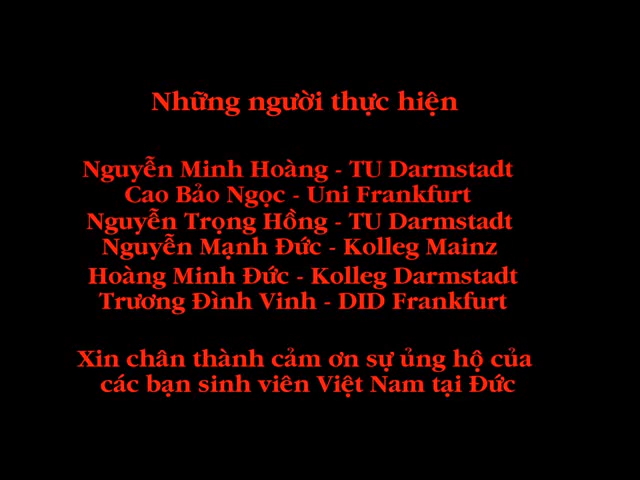 Những người thực hiện
Nguyễn Minh Hoàng - TU Darmstadt
Cao Bảo Ngọc - Uni Frankfurt
Nguyễn Trọng Hồng - TU Darmstadt
Nguyễn Mạnh Đức - Kolleg Mainz
Hoàng Minh Đức - Kolleg Darmstadt
Trương Đình Vinh - DID Frankfurt
Xin chân thành cảm ơn sự ủng hộ của
các bạn sinh viên Việt Nam tại Đức